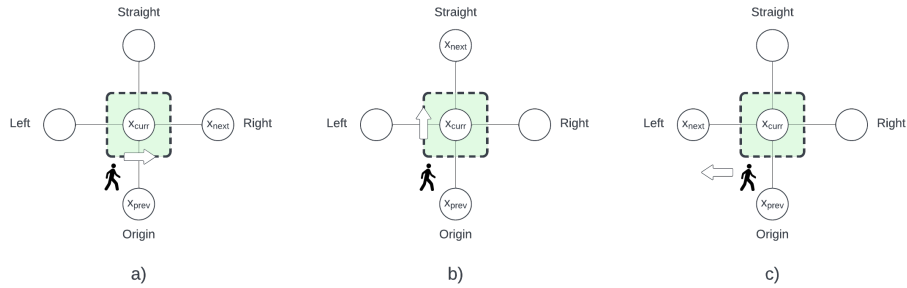 Straight
Left
x_curr
x_next
Right
x_prev
Origin
a)
Straight
x_next
Left
x_curr
Right
x_prev
Origin
b)
Straight
Left
x_next
x_curr
Right
x_prev
Origin
c)